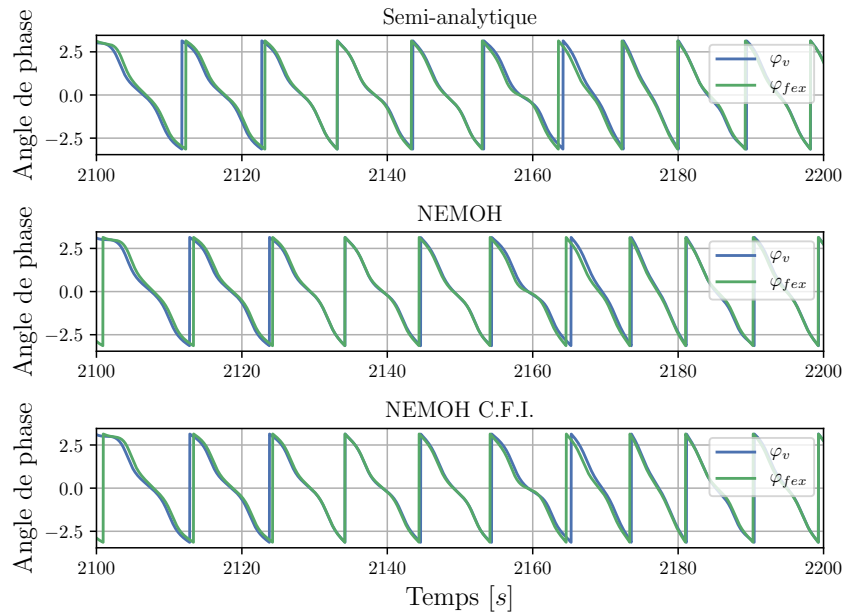 Semi-analytique
Angle de phase
2.5
0.0
−2.5
φv
φfex
2100 2120 2140 2160 2180 2200
NEMOH
Angle de phase
2.5
0.0
−2.5
φv
φfex
2100 2120 2140 2160 2180 2200
NEMOH C.F.I.
Angle de phase
2.5
0.0
−2.5
φv
φfex
2100 2120 2140 2160 2180 2200
Temps [s]